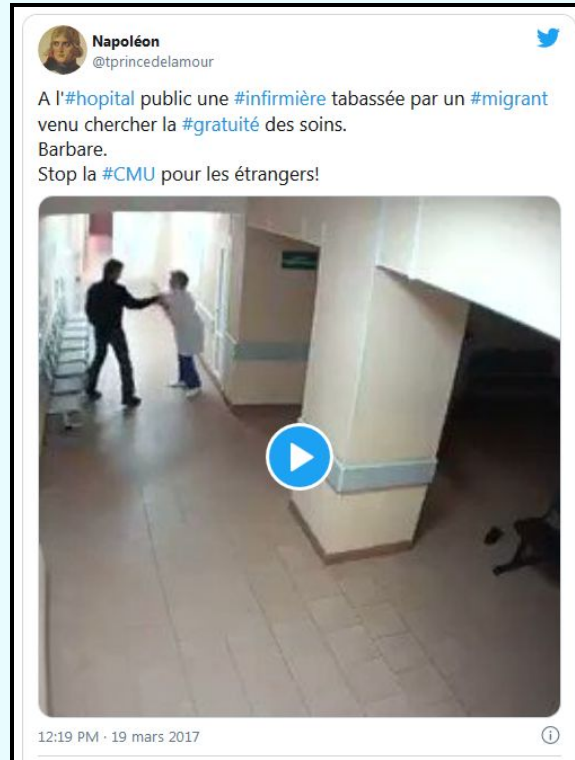 Napoléon
@tprincedelamour
A l'#hopital public une #infirmière tabassée par un #migrant
venu chercher la #gratuité des soins.
Barbare.
Stop la #CMU pour les étrangers!
12:19 PM · 19 mars 2017